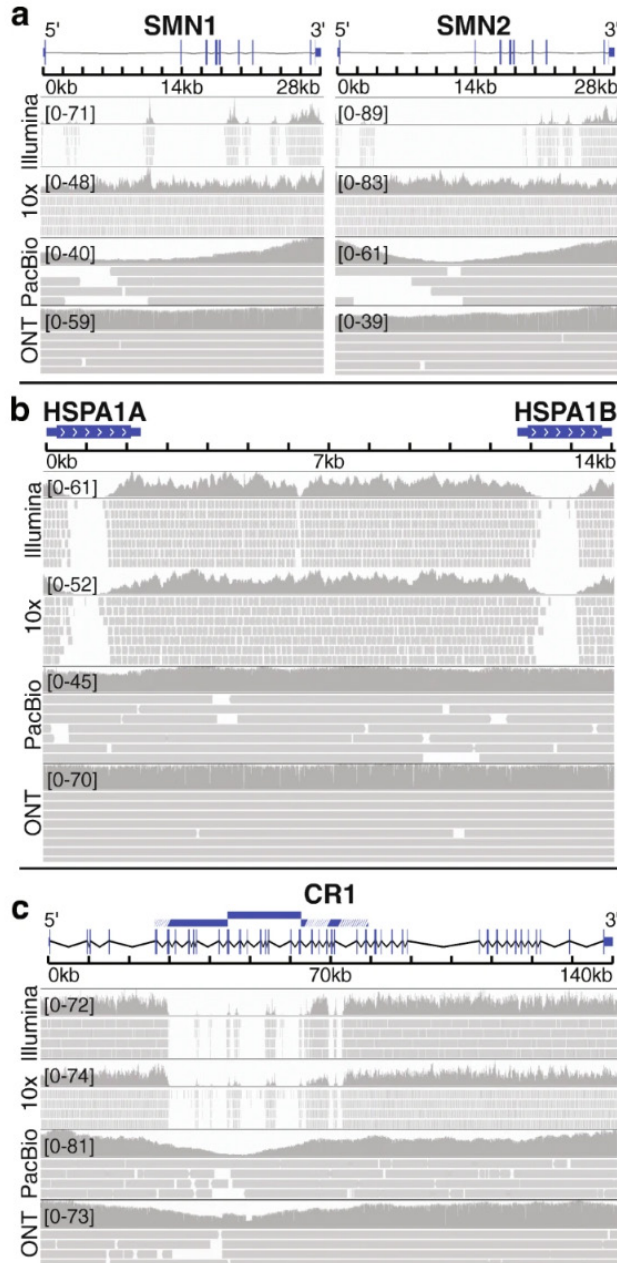 a
SMN1 SMN2
5' 3'
0kb 14kb 28kb 0kb 14kb 28kb
Illumina [0-71] [0-89]
10x [0-48] [0-83]
PacBio [0-40] [0-61]
ONT [0-59] [0-39]
b
HSPA1A HSPA1B
0kb 7kb 14kb
Illumina [0-61]
10x [0-52]
PacBio [0-45]
ONT [0-70]
c
CR1
5' 3'
0kb 70kb 140kb
Illumina [0-72]
10x [0-74]
PacBio [0-81]
ONT [0-73]